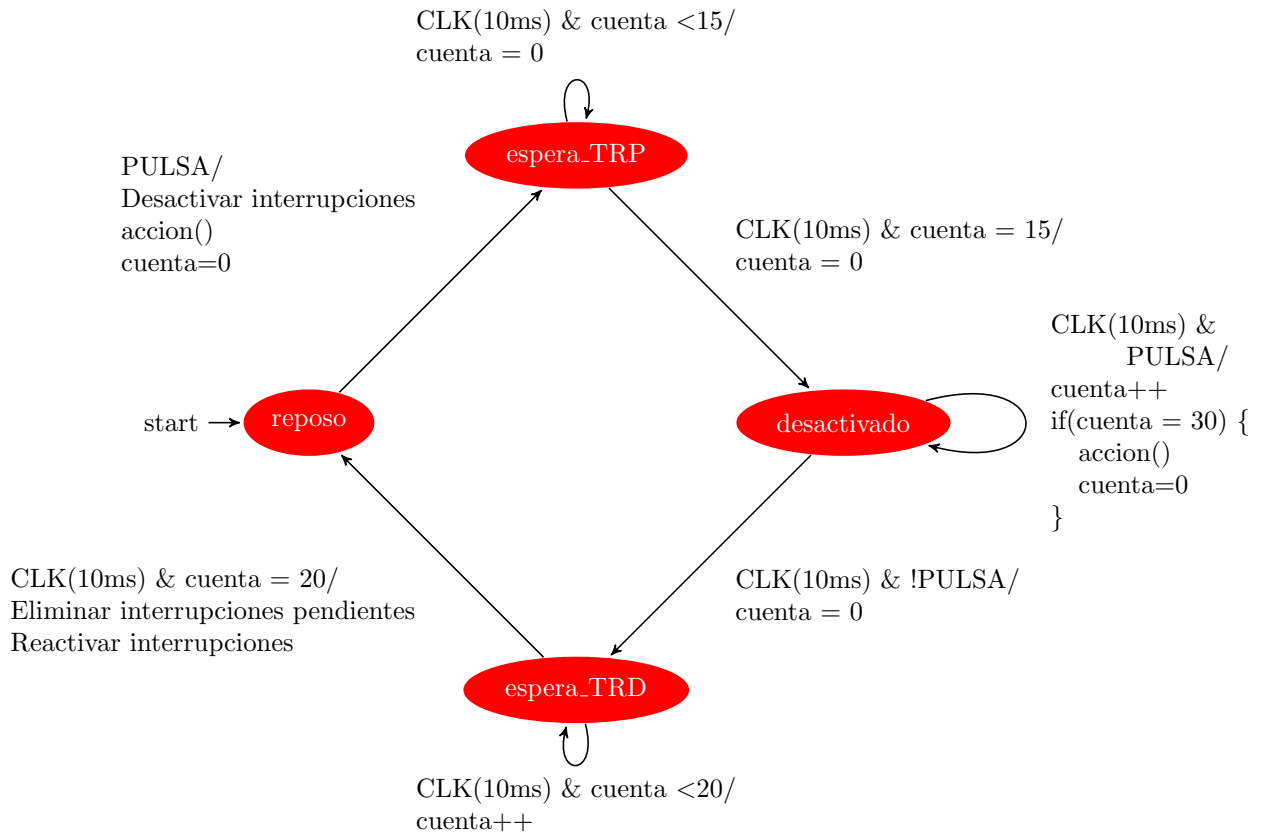 CLK(10ms) & cuenta <15/
cuenta = 0
espera_TRP
PULSA/
Desactivar interrupciones
accion()
cuenta=0
CLK(10ms) & cuenta = 15/
cuenta = 0
CLK(10ms) &
PULSA/
cuenta++
if(cuenta = 30) {
accion()
cuenta=0
}
start
reposo
desactivado
CLK(10ms) & cuenta = 20/
Eliminar interrupciones pendientes
Reactivar interrupciones
CLK(10ms) & !PULSA/
cuenta = 0
espera_TRD
CLK(10ms) & cuenta <20/
cuenta++